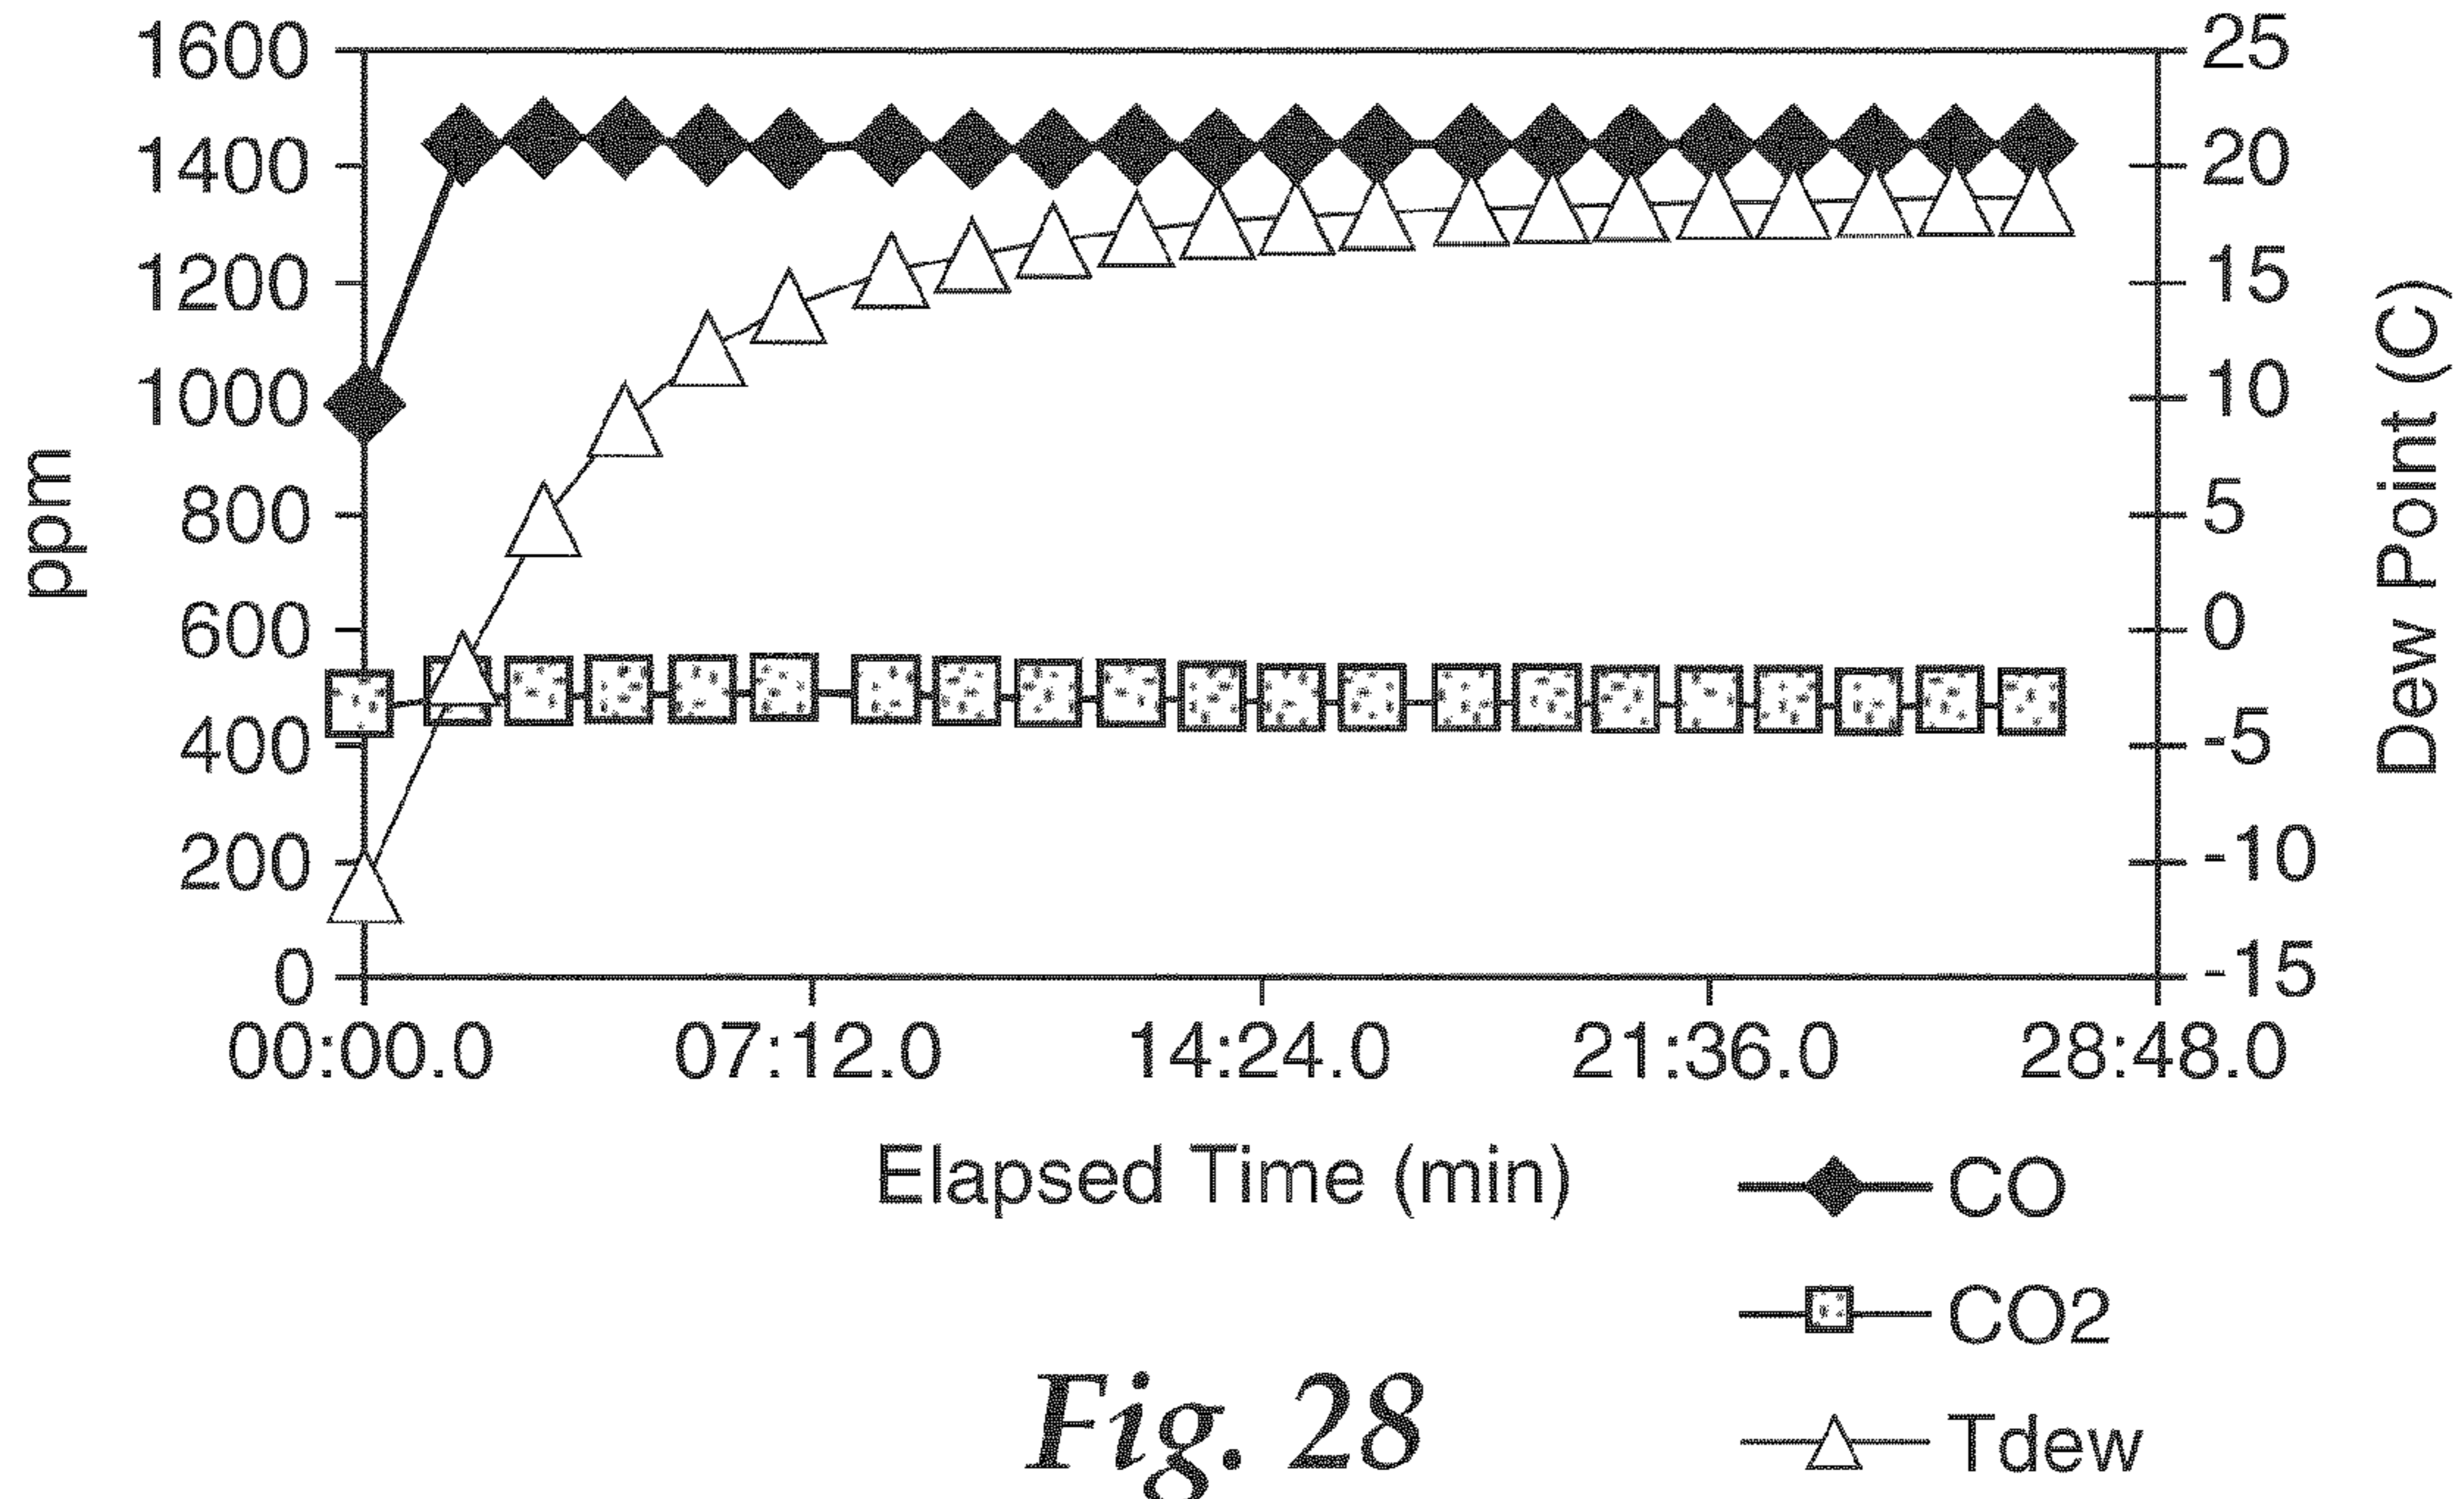 1600
1400
1200
1000
800
600
400
200
0
ppm
25
20
15
10
5
0
-5
-10
-15
Dew Point (C)
00:00.0 07:12.0 14:24.0 21:36.0 28:48.0
Elapsed Time (min)
CO
CO2
Tdew
Fig. 28